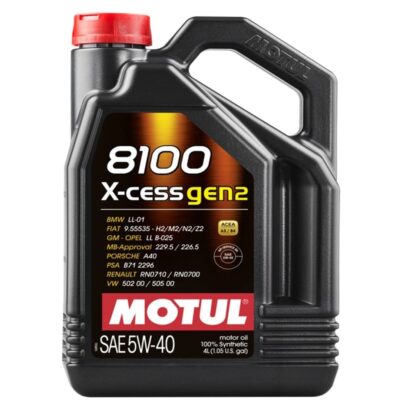 MOTUL
8100
X-cess gen2
BMW LL-01
FIAT 9.55535 - H2/M2/N2/Z2
GM - OPEL LL B-025
MB-Approval 229.5 / 226.5
PORSCHE A40
PSA B71 2296
RENAULT RN0710 / RN0700
VW 502 00 / 505 00
ACEA
A3 / B4
MOTUL
SAE 5W-40
motor oil
100% Synthetic
4L (1.05 U.S. gal)